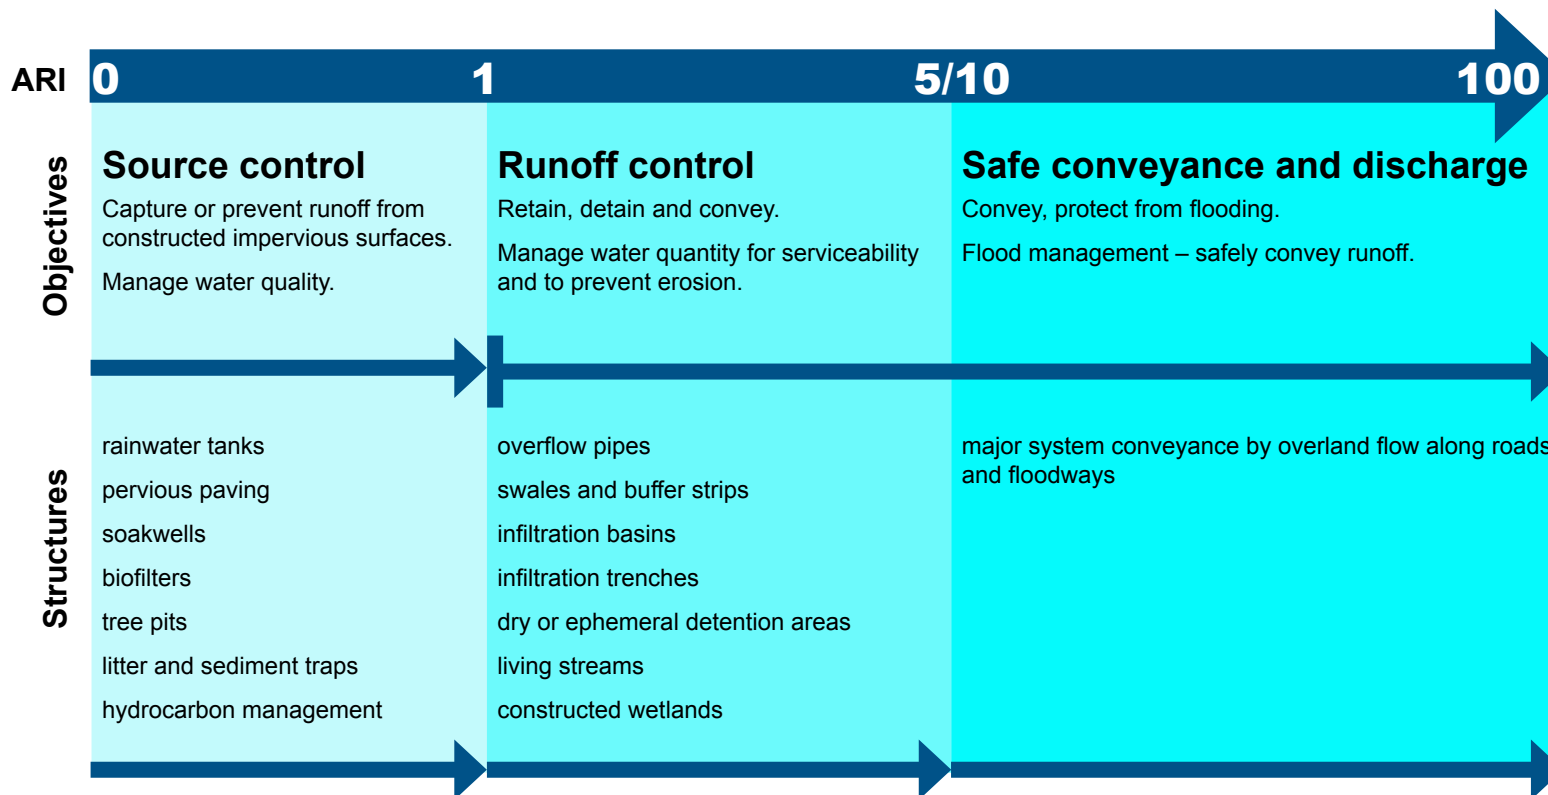 ARI 0 1 5/10 100
Objectives
Source control
Capture or prevent runoff from
constructed impervious surfaces.
Manage water quality.
Runoff control
Retain, detain and convey.
Manage water quantity for serviceability
and to prevent erosion.
Safe conveyance and discharge
Convey, protect from flooding.
Flood management – safely convey runoff.
Structures
rainwater tanks
pervious paving
soakwells
biofilters
tree pits
litter and sediment traps
hydrocarbon management
overflow pipes
swales and buffer strips
infiltration basins
infiltration trenches
dry or ephemeral detention areas
living streams
constructed wetlands
major system conveyance by overland flow along roads
and floodways